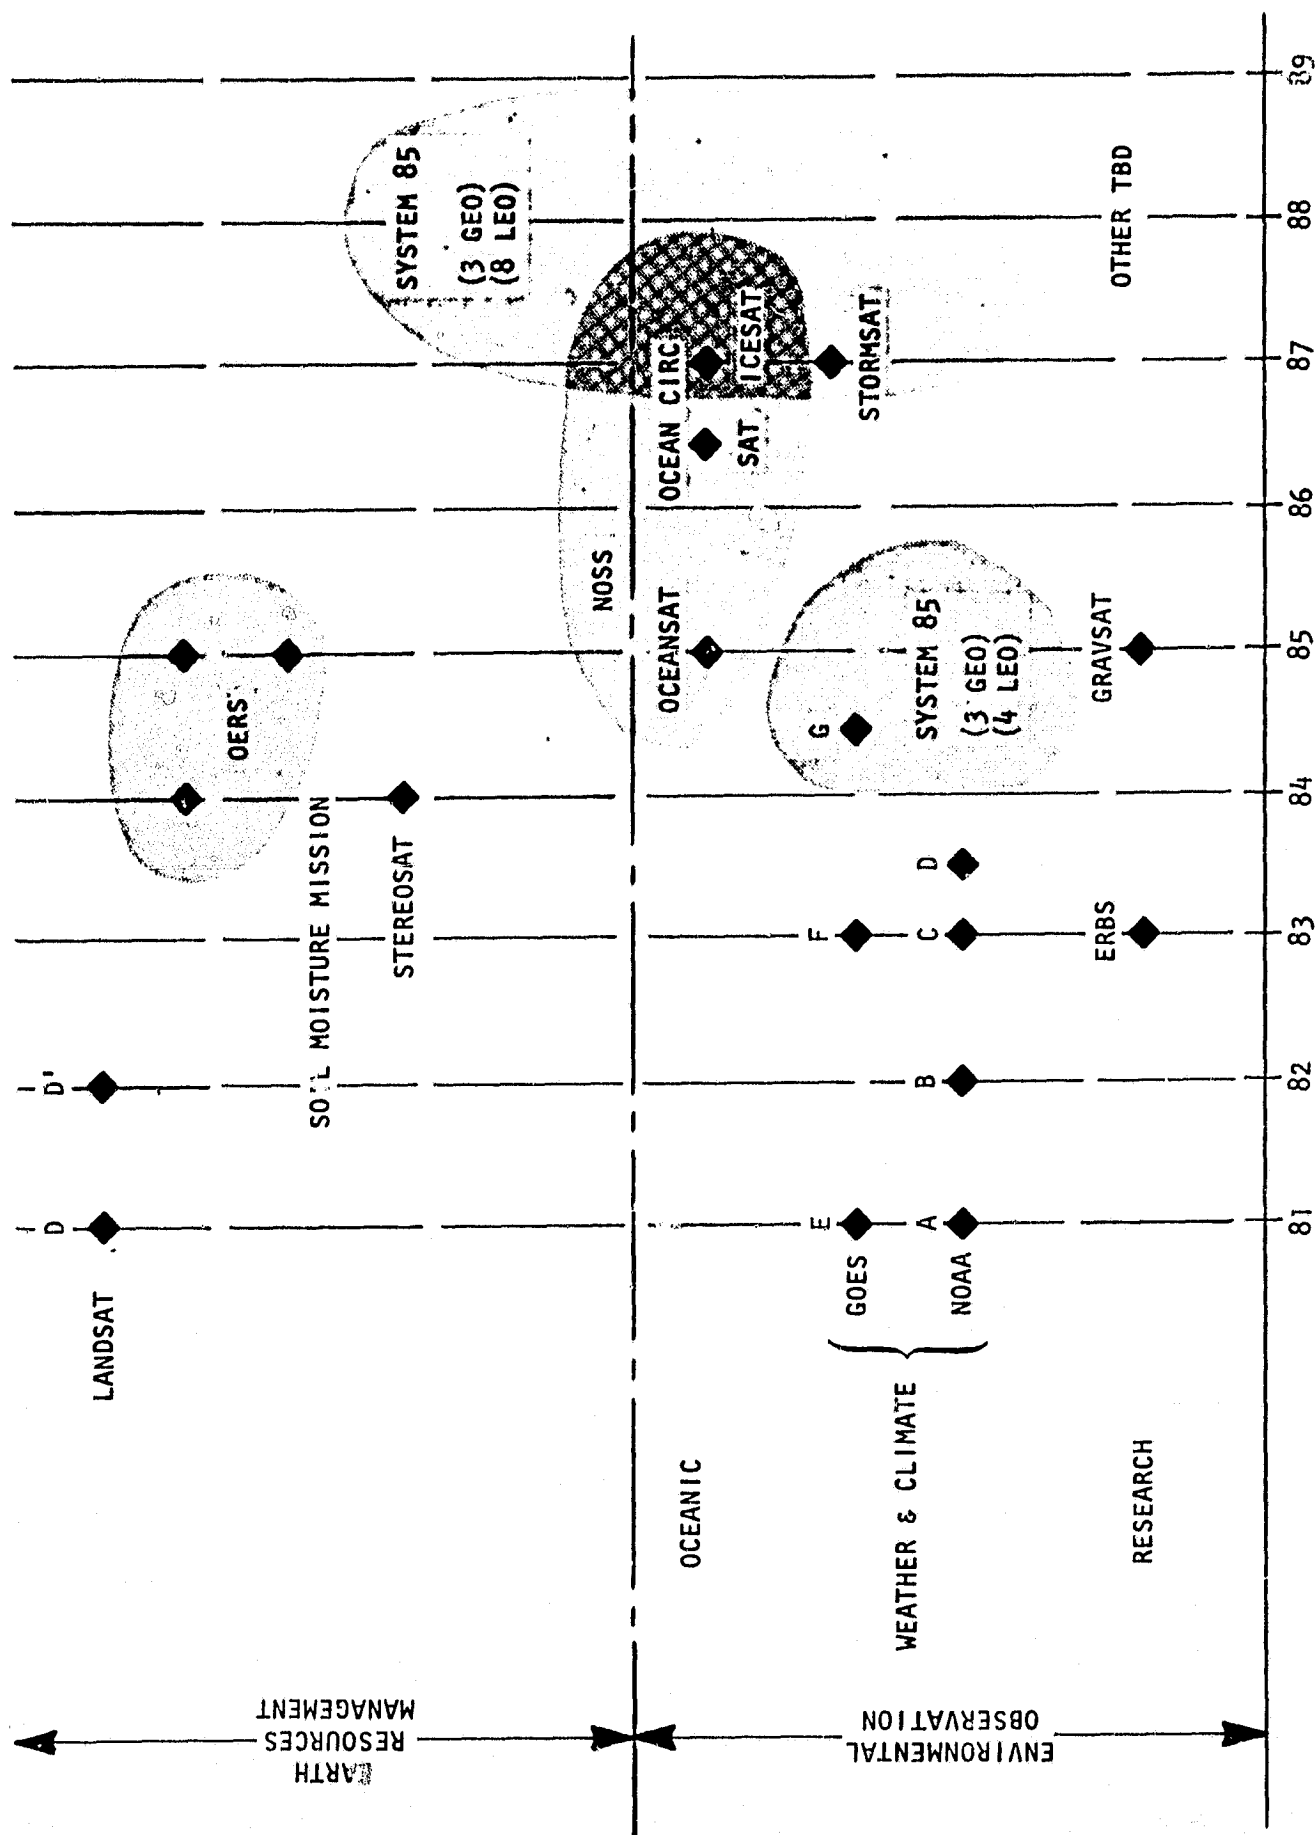 EARTH
RESOURCES
MANAGEMENT
LANDSAT
D
D'
OERS
SOIL MOISTURE MISSION
STEREOSAT
SYSTEM 85
(3 GEO)
(8 LEO)
ENVIRONMENTAL
OBSERVATION
OCEANIC
NOSS
OCEANSAT
OCEAN CIRC
SAT
ICESAT
WEATHER & CLIMATE
GOES
E
F
G
STORMSAT
NOAA
A
B
C
D
SYSTEM 85
(3 GEO)
(4 LEO)
RESEARCH
ERBS
GRAVSAT
OTHER TBD
81
82
83
84
85
86
87
88
89